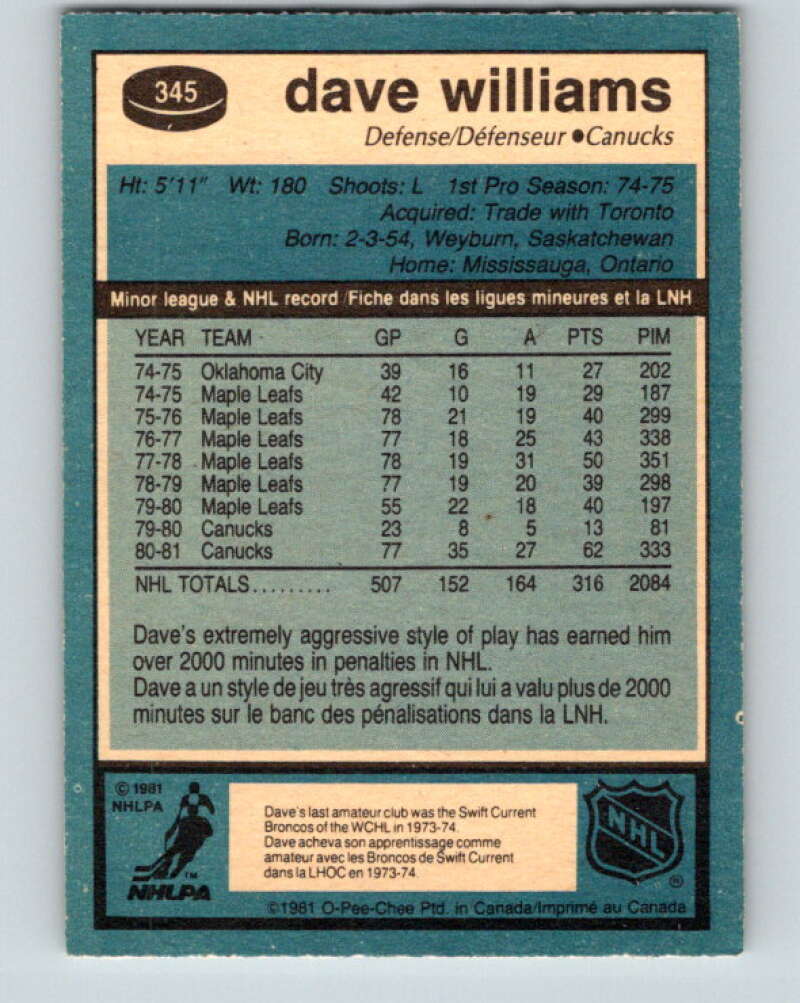 345
dave williams
Defense/Défenseur •Canucks
Ht: 5'11" Wt: 180 Shoots: L 1st Pro Season: 74-75
Acquired: Trade with Toronto
Born: 2-3-54, Weyburn, Saskatchewan
Home: Mississauga, Ontario
Minor league & NHL record/Fiche dans les ligues mineures et la LNH
YEAR TEAM GP G A PTS PIM
74-75 Oklahoma City 39 16 11 27 202
74-75 Maple Leafs 42 10 19 29 187
75-76 Maple Leafs 78 21 19 40 299
76-77 Maple Leafs 77 18 25 43 338
77-78 Maple Leafs 78 19 31 50 351
78-79 Maple Leafs 77 19 20 39 298
79-80 Maple Leafs 55 22 18 40 197
79-80 Canucks 23 8 5 13 81
80-81 Canucks 77 35 27 62 333
NHL TOTALS......... 507 152 164 316 2084
Dave's extremely aggressive style of play has earned him
over 2000 minutes in penalties in NHL.
Dave a un style de jeu très agressif qui lui a valu plus de 2000
minutes sur le banc des pénalisations dans la LNH.
© 1981
NHLPA
TM
NHLPA
Dave's last amateur club was the Swift Current
Broncos of the WCHL in 1973-74.
Dave acheva son apprentissage comme
amateur avec les Broncos de Swift Current
dans la LHOC en 1973-74.
NHL
®
©1981 O-Pee-Chee Ptd. in Canada/Imprimé au Canada